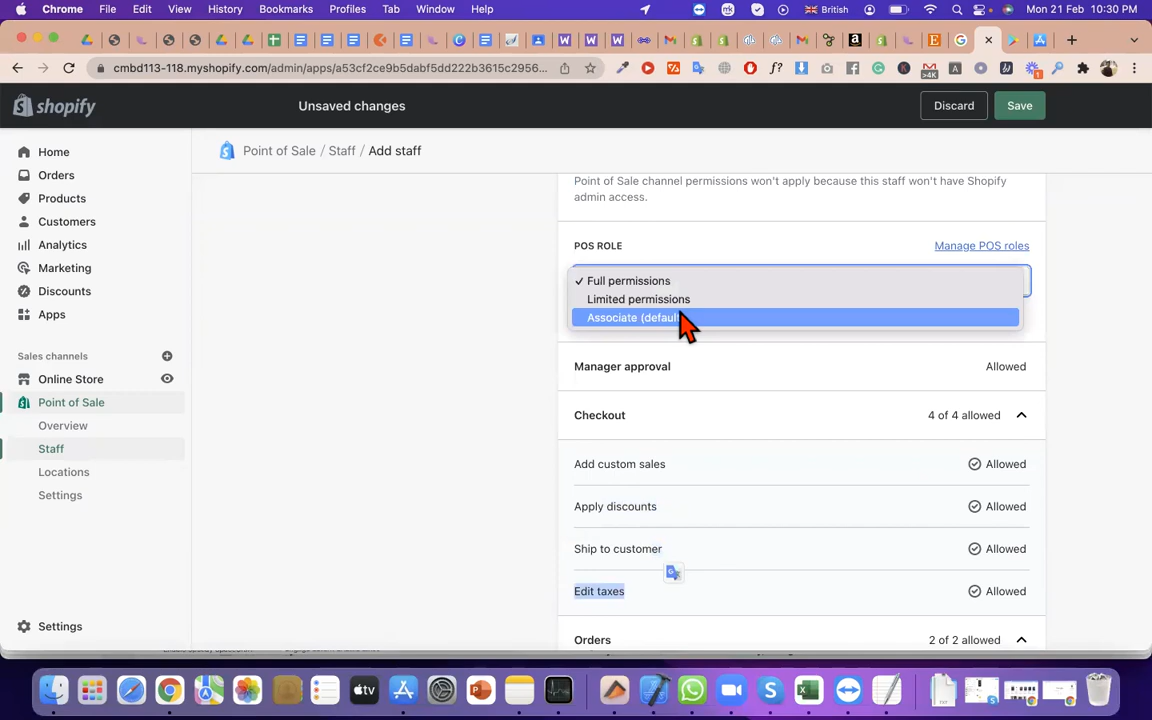 Chrome File Edit View History Bookmarks Profiles Tab Window Help British Mon 21 Feb 10:30 PM
cmbd113-118.myshopify.com/admin/apps/a53cf2ce9b5dabf5dd222b3615c2956...
shopify Unsaved changes Discard Save
Home
Orders
Products
Customers
Analytics
Marketing
Discounts
Apps
Sales channels
Online Store
Point of Sale
Overview
Staff
Locations
Settings
Settings
Point of Sale / Staff / Add staff
Point of Sale channel permissions won't apply because this staff won't have Shopify
admin access.
POS ROLE Manage POS roles
✓ Full permissions
Limited permissions
Associate (default
Manager approval Allowed
Checkout 4 of 4 allowed
Add custom sales Allowed
Apply discounts Allowed
Ship to customer Allowed
Edit taxes Allowed
Orders 2 of 2 allowed